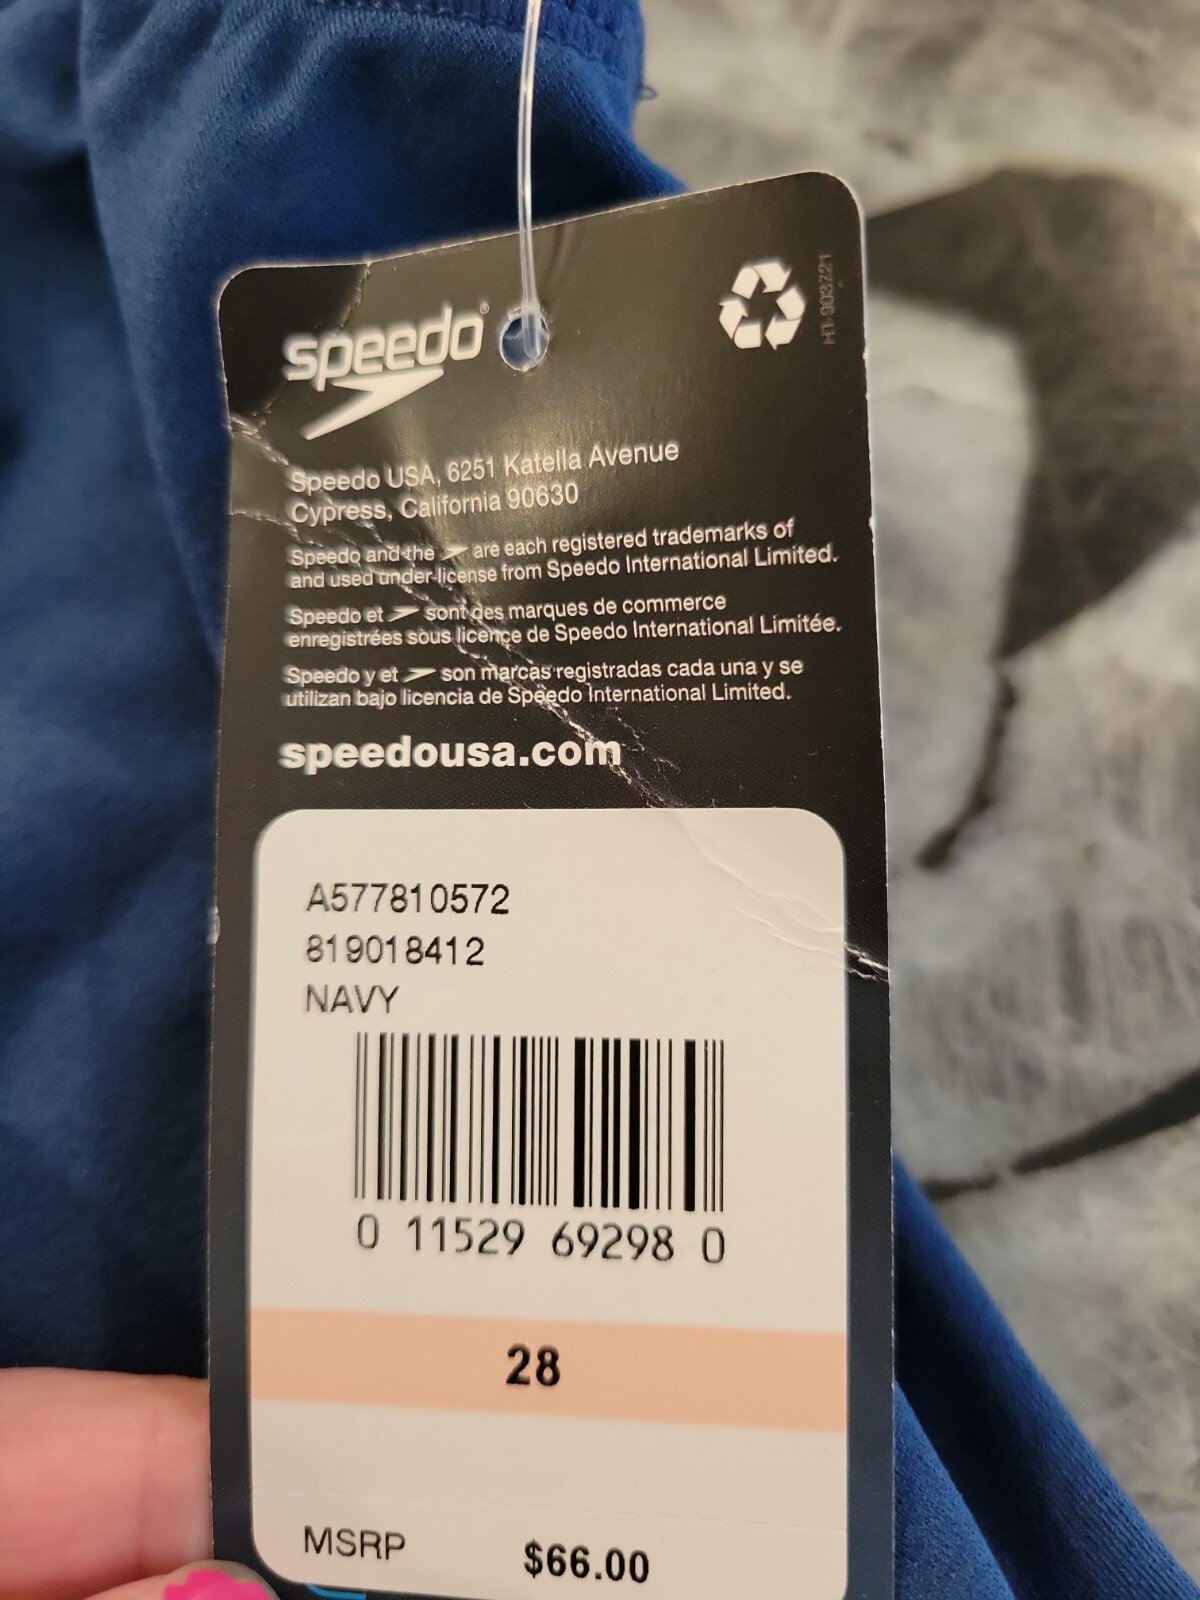 speedo®
HT-903721
Speedo USA, 6251 Katella Avenue
Cypress, California 90630
Speedo and the are each registered trademarks of
and used under license from Speedo International Limited.
Speedo et sont des marques de commerce
enregistrées sous licence de Speedo International Limitée.
Speedo y et son marcas registradas cada una y se
utilizan bajo licencia de Speedo International Limited.
speedousa.com
A577810572
819018412
NAVY
0 11529 69298 0
28
MSRP $66.00